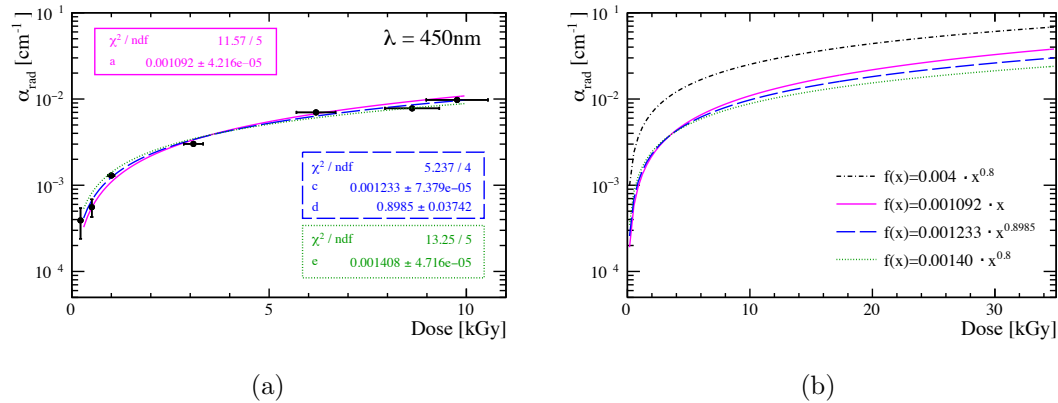 α_rad [cm⁻¹]
10⁻¹
10⁻²
10⁻³
10⁻⁴
χ² / ndf 11.57 / 5
a 0.001092 ± 4.216e−05
λ = 450nm
χ² / ndf 5.237 / 4
c 0.001233 ± 7.379e−05
d 0.8985 ± 0.03742
χ² / ndf 13.25 / 5
e 0.001408 ± 4.716e−05
0 5 10
Dose [kGy]
(a)
α_rad [cm⁻¹]
10⁻¹
10⁻²
10⁻³
10⁻⁴
f(x)=0.004 · x^0.8
f(x)=0.001092 · x
f(x)=0.001233 · x^0.8985
f(x)=0.00140 · x^0.8
0 10 20 30
Dose [kGy]
(b)